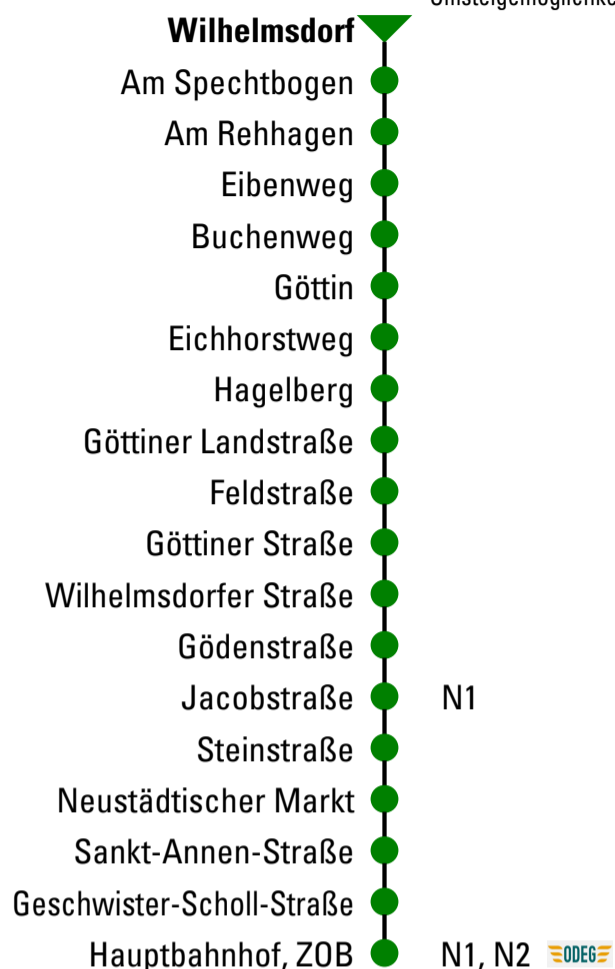 Wilhelmsdorf
Am Spechtbogen
Am Rehhagen
Eibenweg
Buchenweg
Göttin
Eichhorstweg
Hagelberg
Göttiner Landstraße
Feldstraße
Göttiner Straße
Wilhelmsdorfer Straße
Gödenstraße
Jacobstraße N1
Steinstraße
Neustädtischer Markt
Sankt-Annen-Straße
Geschwister-Scholl-Straße
Hauptbahnhof, ZOB N1, N2 ODEG